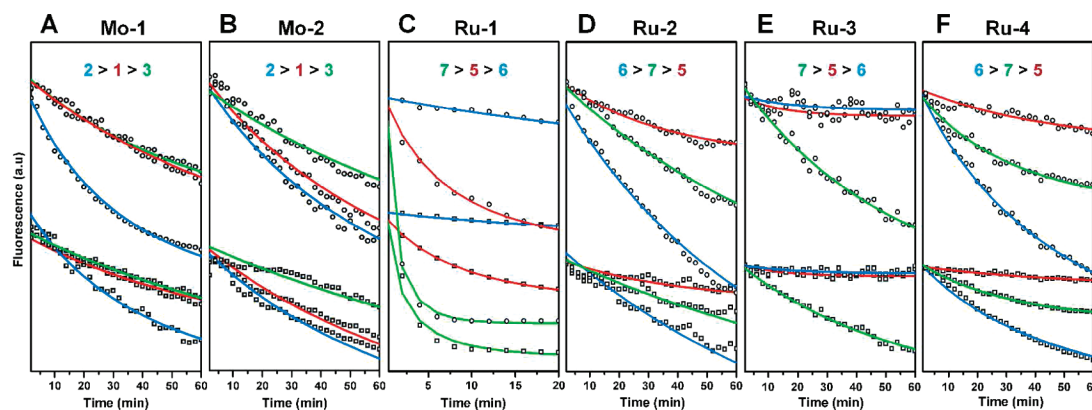 A Mo-1 B Mo-2 C Ru-1 D Ru-2 E Ru-3 F Ru-4
2 > 1 > 3 2 > 1 > 3 7 > 5 > 6 6 > 7 > 5 7 > 5 > 6 6 > 7 > 5
Fluorescence (a.u)
10 20 30 40 50 60 10 20 30 40 50 60 5 10 15 20 10 20 30 40 50 60 10 20 30 40 50 60 10 20 30 40 50 60
Time (min) Time (min) Time (min) Time (min) Time (min) Time (min)